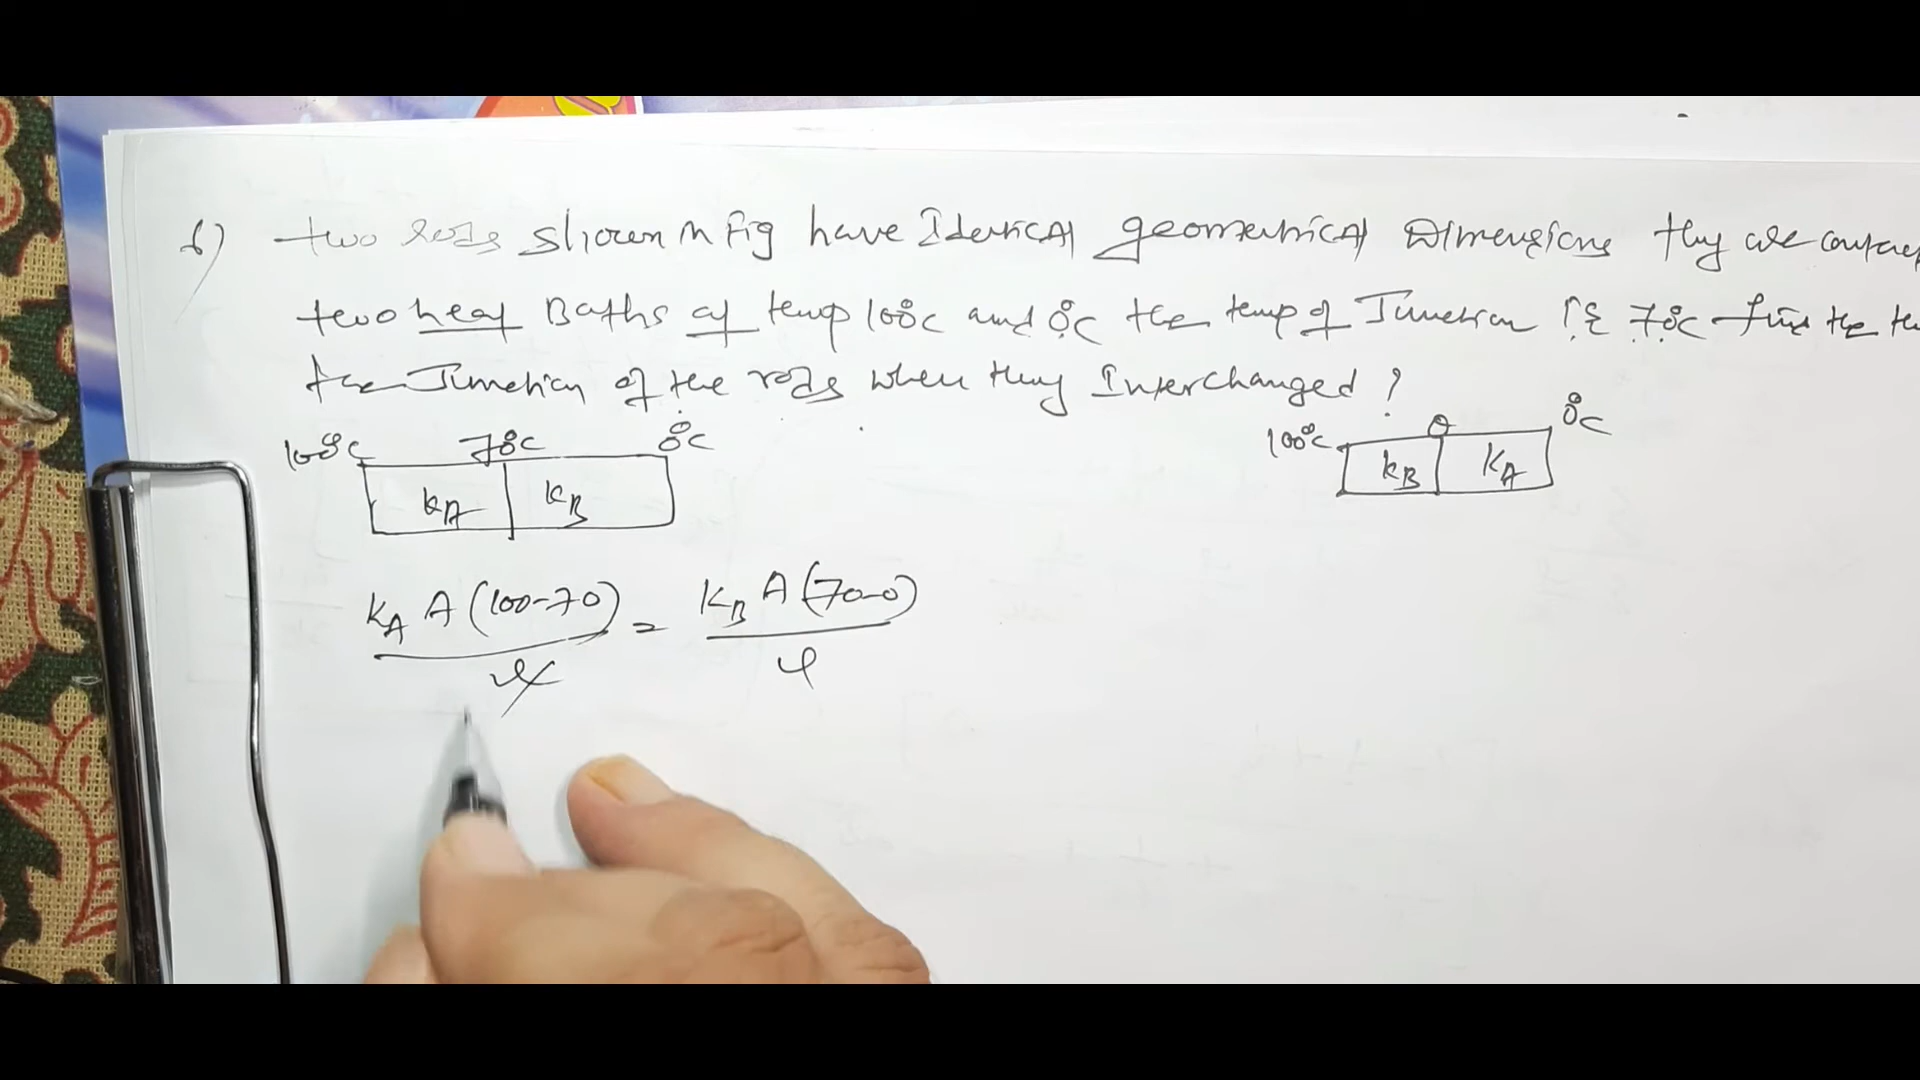 6) two rods shown in fig have Identical geometrical Dimensions they are
two heat Baths at temp 100°C and 0°C the temp of Junction is 70°C find the
the Junction of the rods when they Interchanged ?
100°C 70°C 0°C
KA KB
100°C θ 0°C
KB KA
KA A (100-70) = KB A (70-0)